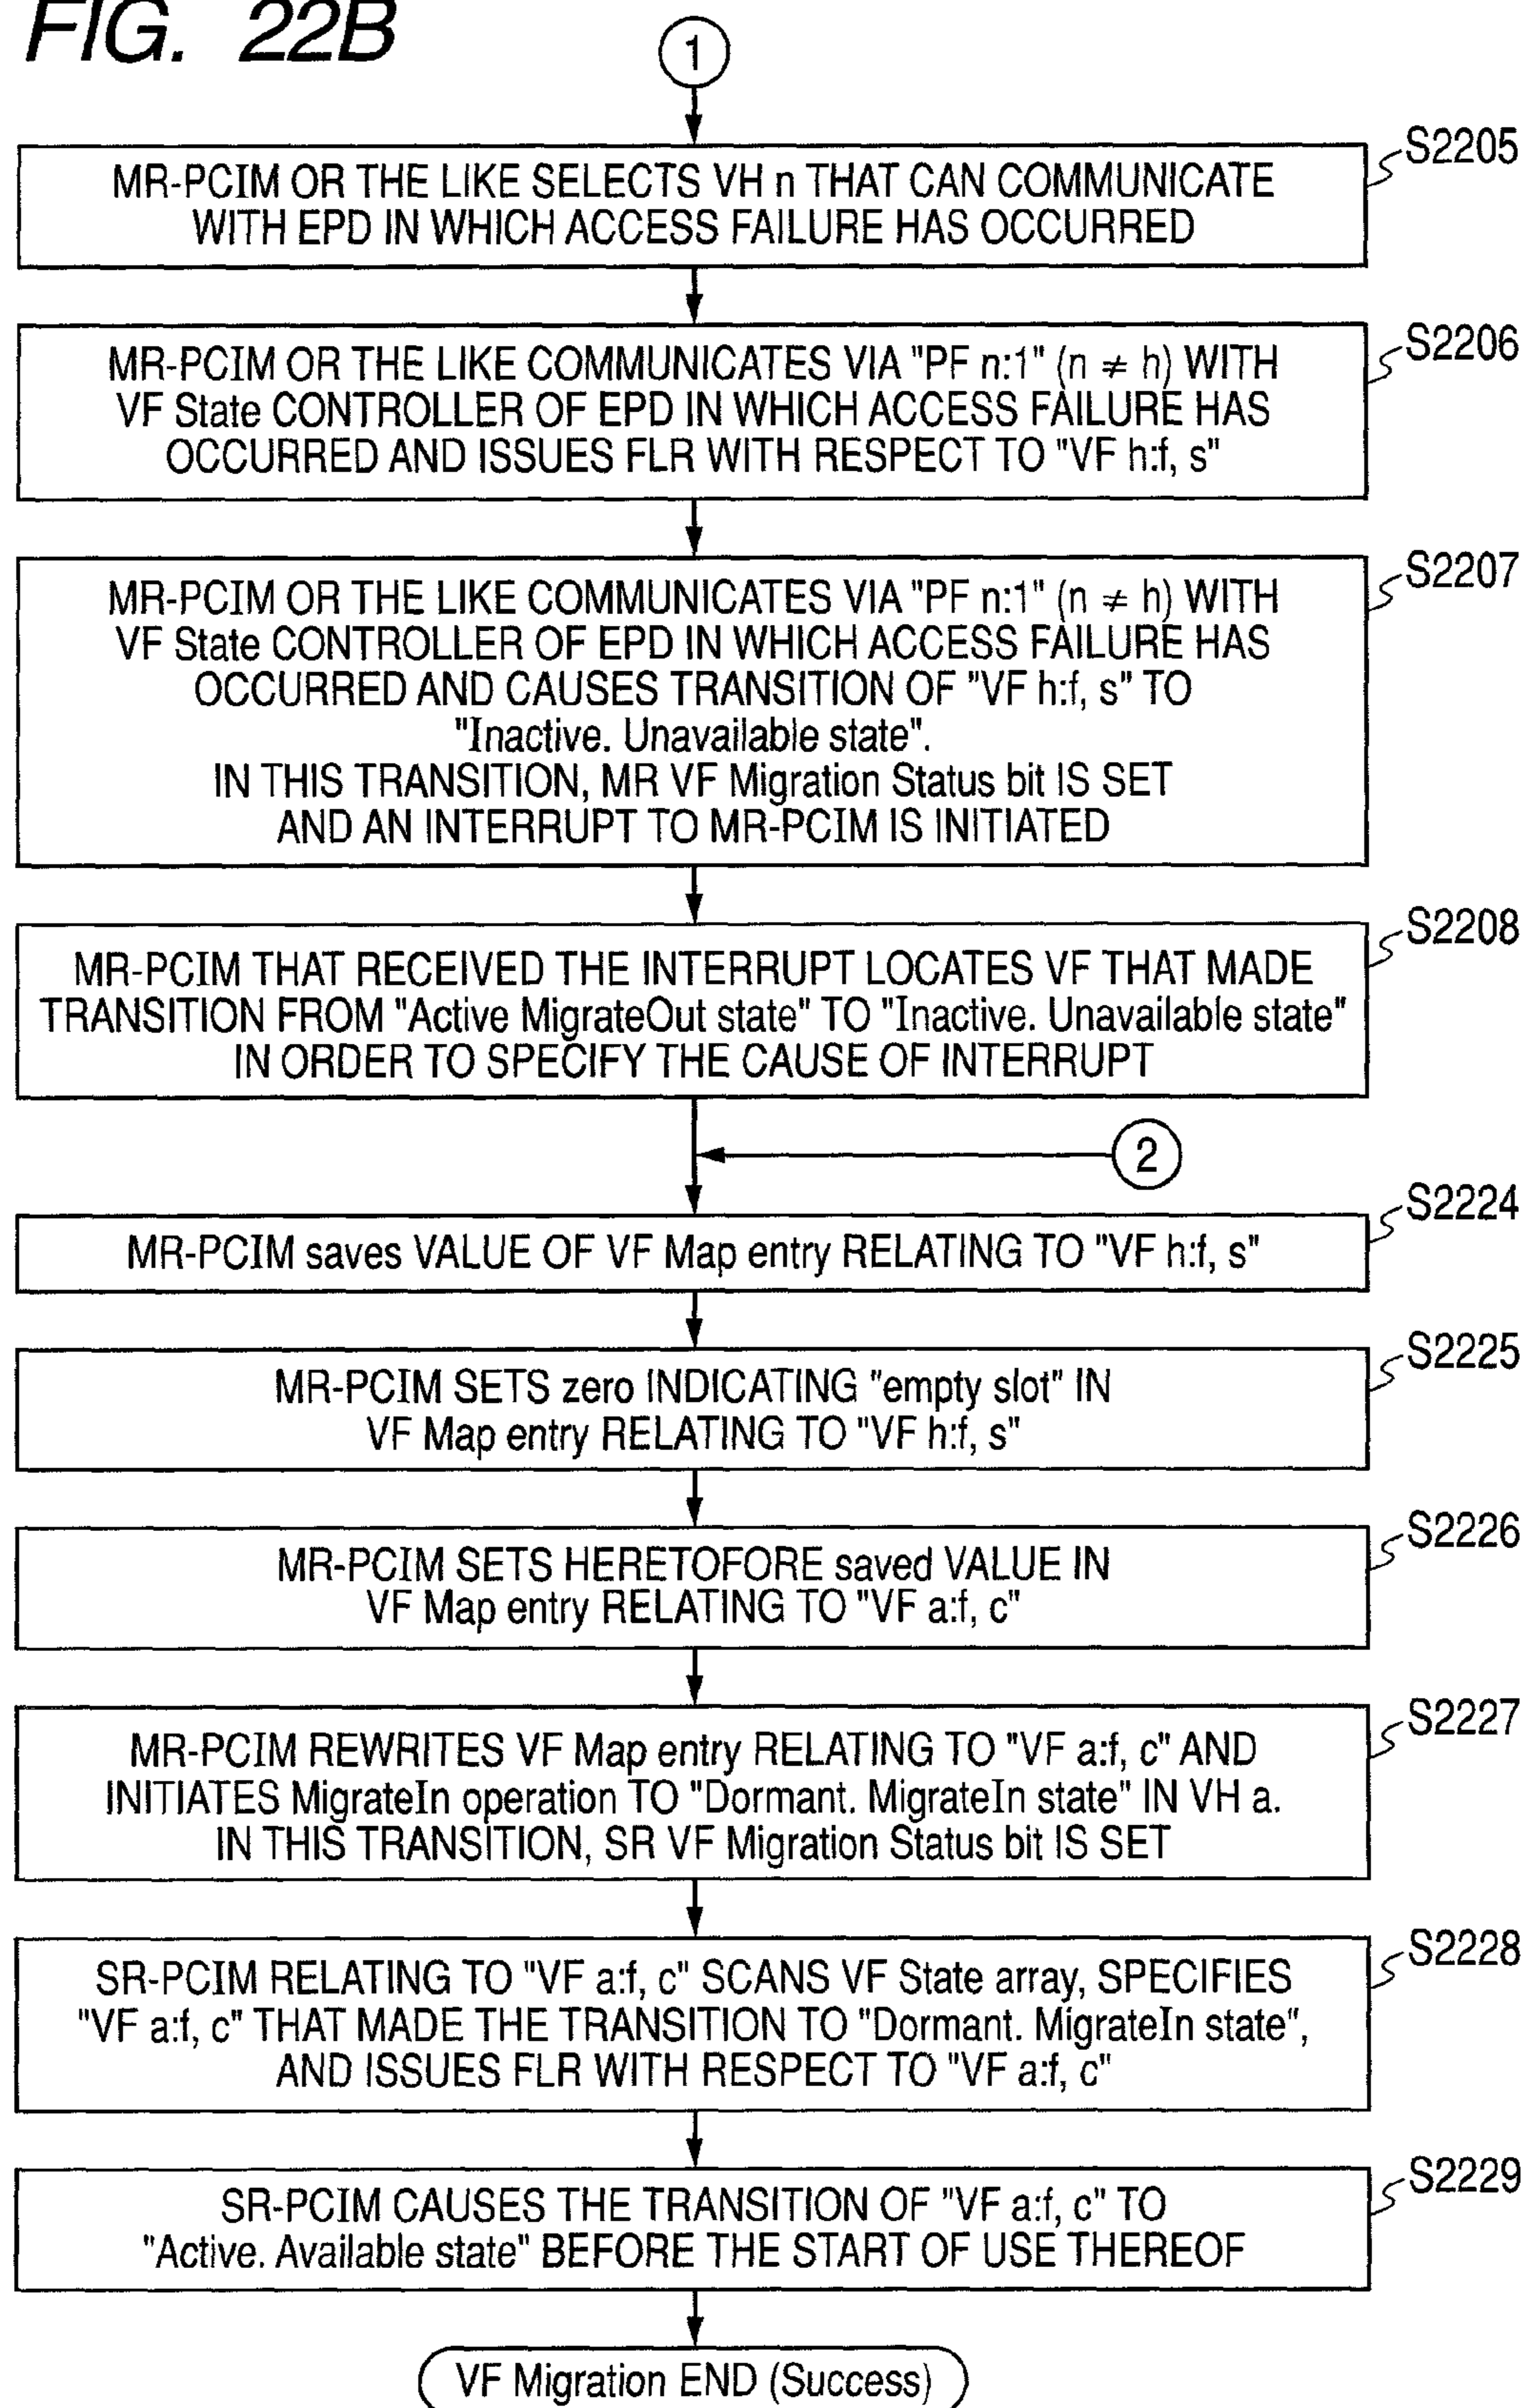 FIG. 22B
1
S2205
MR-PCIM OR THE LIKE SELECTS VH n THAT CAN COMMUNICATE
WITH EPD IN WHICH ACCESS FAILURE HAS OCCURRED
S2206
MR-PCIM OR THE LIKE COMMUNICATES VIA "PF n:1" (n ≠ h) WITH
VF State CONTROLLER OF EPD IN WHICH ACCESS FAILURE HAS
OCCURRED AND ISSUES FLR WITH RESPECT TO "VF h:f, s"
S2207
MR-PCIM OR THE LIKE COMMUNICATES VIA "PF n:1" (n ≠ h) WITH
VF State CONTROLLER OF EPD IN WHICH ACCESS FAILURE HAS
OCCURRED AND CAUSES TRANSITION OF "VF h:f, s" TO
"Inactive. Unavailable state".
IN THIS TRANSITION, MR VF Migration Status bit IS SET
AND AN INTERRUPT TO MR-PCIM IS INITIATED
S2208
MR-PCIM THAT RECEIVED THE INTERRUPT LOCATES VF THAT MADE
TRANSITION FROM "Active MigrateOut state" TO "Inactive. Unavailable state"
IN ORDER TO SPECIFY THE CAUSE OF INTERRUPT
2
S2224
MR-PCIM saves VALUE OF VF Map entry RELATING TO "VF h:f, s"
S2225
MR-PCIM SETS zero INDICATING "empty slot" IN
VF Map entry RELATING TO "VF h:f, s"
S2226
MR-PCIM SETS HERETOFORE saved VALUE IN
VF Map entry RELATING TO "VF a:f, c"
S2227
MR-PCIM REWRITES VF Map entry RELATING TO "VF a:f, c" AND
INITIATES MigrateIn operation TO "Dormant. MigrateIn state" IN VH a.
IN THIS TRANSITION, SR VF Migration Status bit IS SET
S2228
SR-PCIM RELATING TO "VF a:f, c" SCANS VF State array, SPECIFIES
"VF a:f, c" THAT MADE THE TRANSITION TO "Dormant. MigrateIn state",
AND ISSUES FLR WITH RESPECT TO "VF a:f, c"
S2229
SR-PCIM CAUSES THE TRANSITION OF "VF a:f, c" TO
"Active. Available state" BEFORE THE START OF USE THEREOF
VF Migration END (Success)